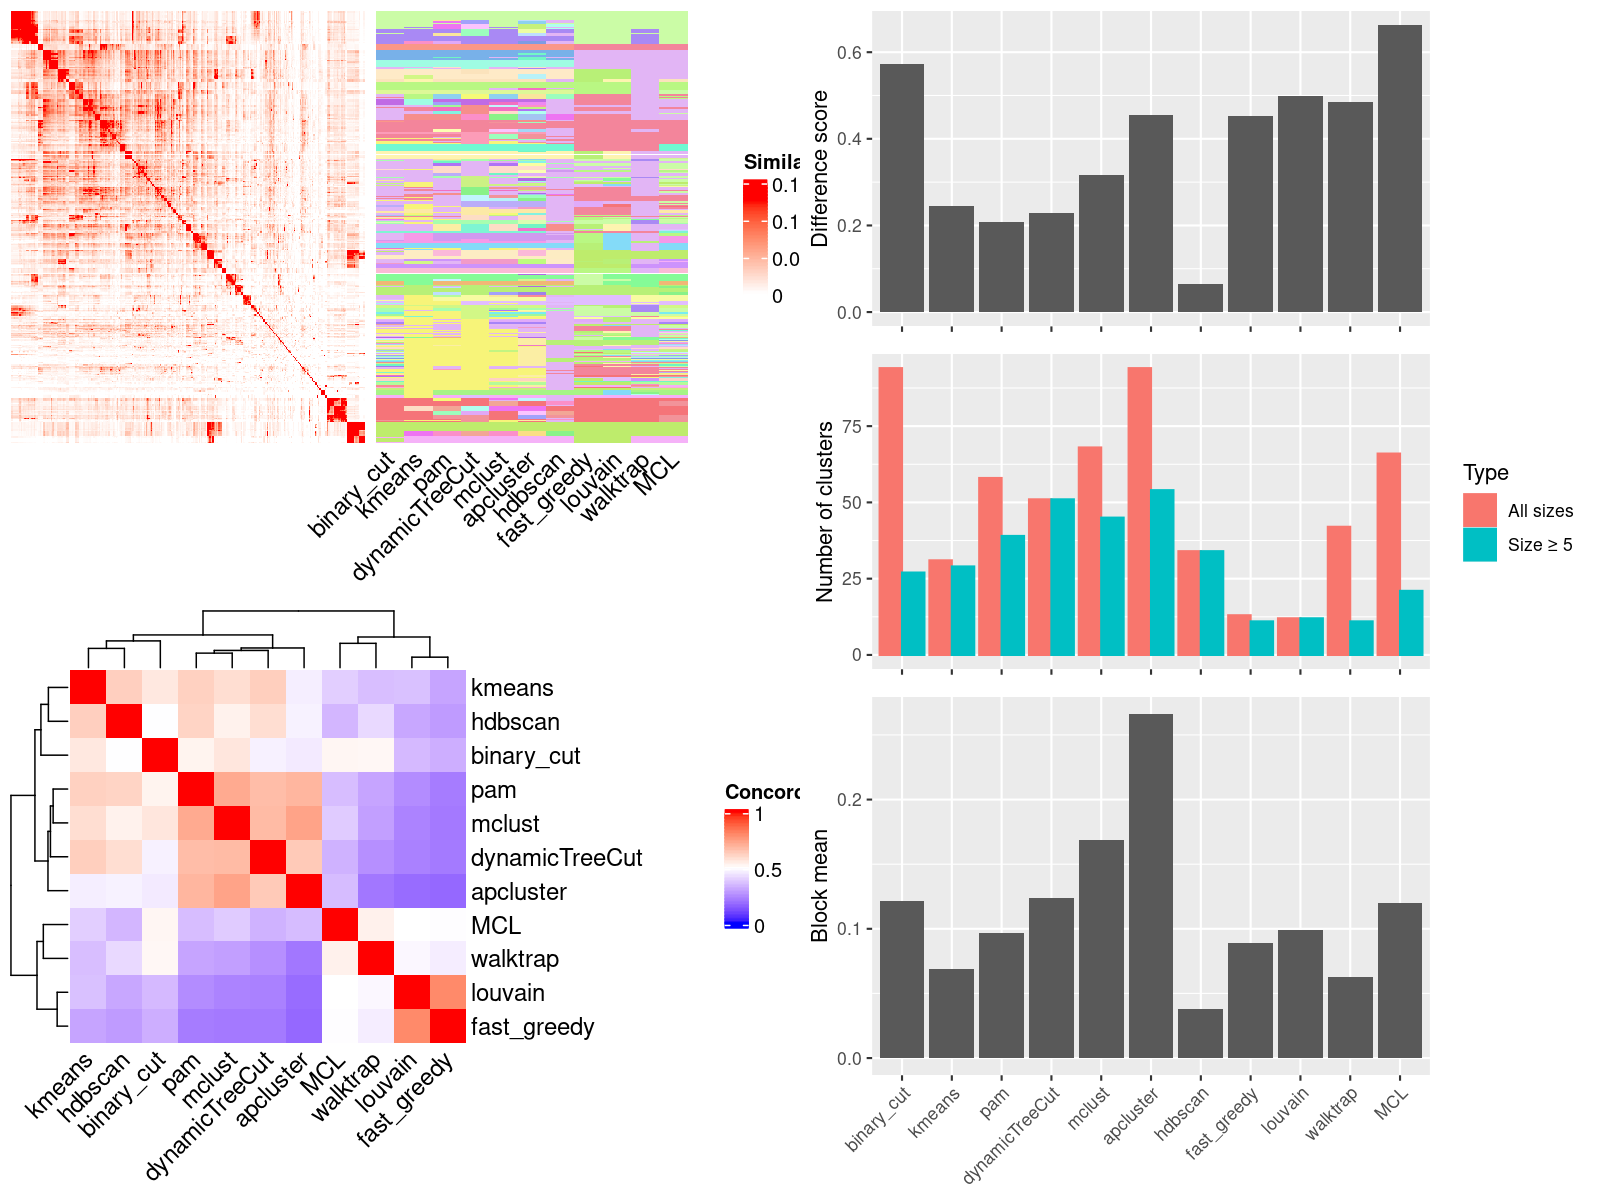 Simila
0.1
0.1
0.0
0
binary_cut
kmeans
pam
dynamicTreeCut
mclust
apcluster
hdbscan
fast_greedy
louvain
walktrap
MCL
kmeans
hdbscan
binary_cut
pam
mclust
dynamicTreeCut
apcluster
MCL
walktrap
louvain
fast_greedy
kmeans
hdbscan
binary_cut
pam
mclust
dynamicTreeCut
apcluster
MCL
walktrap
louvain
fast_greedy
Concord
1
0.5
0
Difference score
0.6
0.4
0.2
0.0
Number of clusters
75
50
25
0
Type
All sizes
Size ≥ 5
Block mean
0.2
0.1
0.0
binary_cut
kmeans
pam
dynamicTreeCut
mclust
apcluster
hdbscan
fast_greedy
louvain
walktrap
MCL